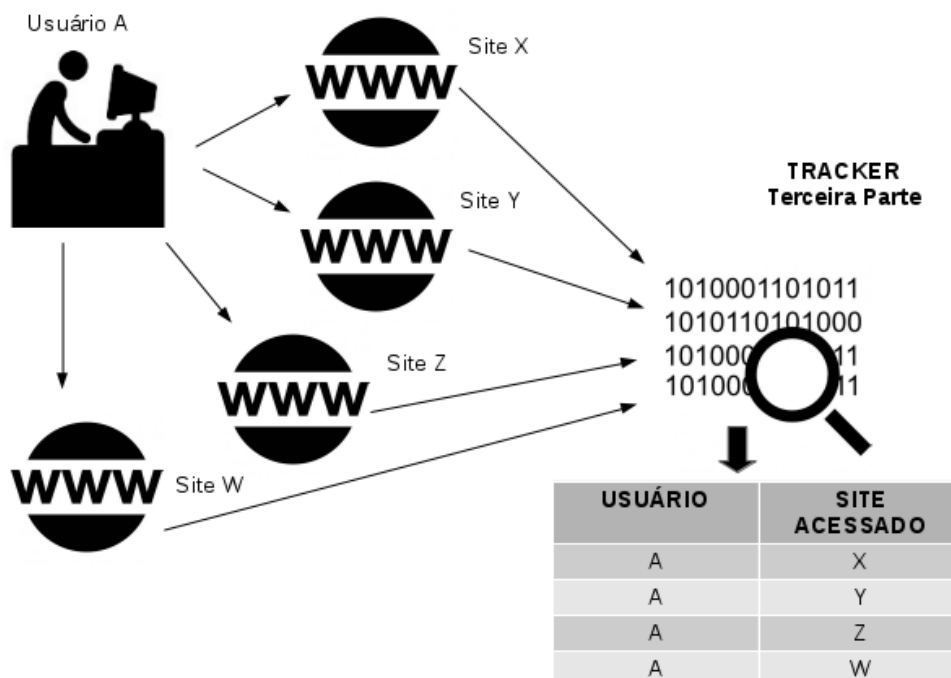 Usuário A
Site X
WWW
Site Y
WWW
TRACKER
Terceira Parte
1010001101011
1010110101000
101000 11
101000 11
Site Z
WWW
Site W
WWW
USUÁRIO SITE ACESSADO
A X
A Y
A Z
A W